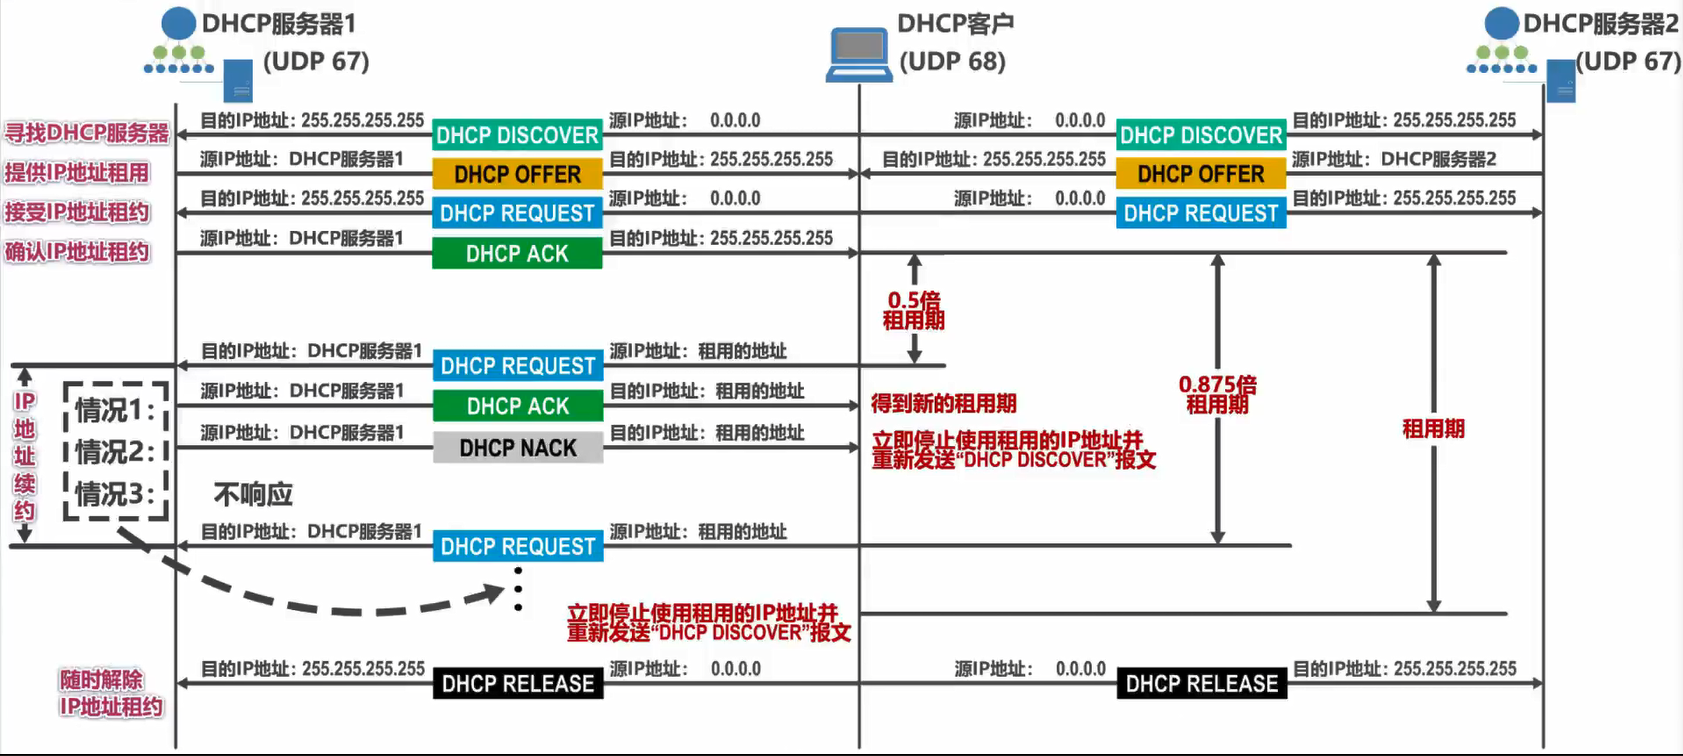 DHCP服务器1
(UDP 67)
DHCP客户
(UDP 68)
DHCP服务器2
(UDP 67)
寻找DHCP服务器
目的IP地址: 255.255.255.255
DHCP DISCOVER
源IP地址: 0.0.0.0
源IP地址: 0.0.0.0
DHCP DISCOVER
目的IP地址: 255.255.255.255
提供IP地址租用
源IP地址: DHCP服务器1
DHCP OFFER
目的IP地址: 255.255.255.255
目的IP地址: 255.255.255.255
DHCP OFFER
源IP地址: DHCP服务器2
接受IP地址租约
目的IP地址: 255.255.255.255
DHCP REQUEST
源IP地址: 0.0.0.0
源IP地址: 0.0.0.0
DHCP REQUEST
目的IP地址: 255.255.255.255
确认IP地址租约
源IP地址: DHCP服务器1
DHCP ACK
目的IP地址: 255.255.255.255
0.5倍
租用期
0.875倍
租用期
租用期
IP地址续约
目的IP地址: DHCP服务器1
DHCP REQUEST
源IP地址: 租用的地址
情况1:
源IP地址: DHCP服务器1
DHCP ACK
目的IP地址: 租用的地址
得到新的租用期
情况2:
源IP地址: DHCP服务器1
DHCP NACK
目的IP地址: 租用的地址
立即停止使用租用的IP地址并
重新发送“DHCP DISCOVER”报文
情况3:
不响应
目的IP地址: DHCP服务器1
DHCP REQUEST
源IP地址: 租用的地址
立即停止使用租用的IP地址并
重新发送“DHCP DISCOVER”报文
随时解除
IP地址租约
目的IP地址: 255.255.255.255
DHCP RELEASE
源IP地址: 0.0.0.0
源IP地址: 0.0.0.0
DHCP RELEASE
目的IP地址: 255.255.255.255